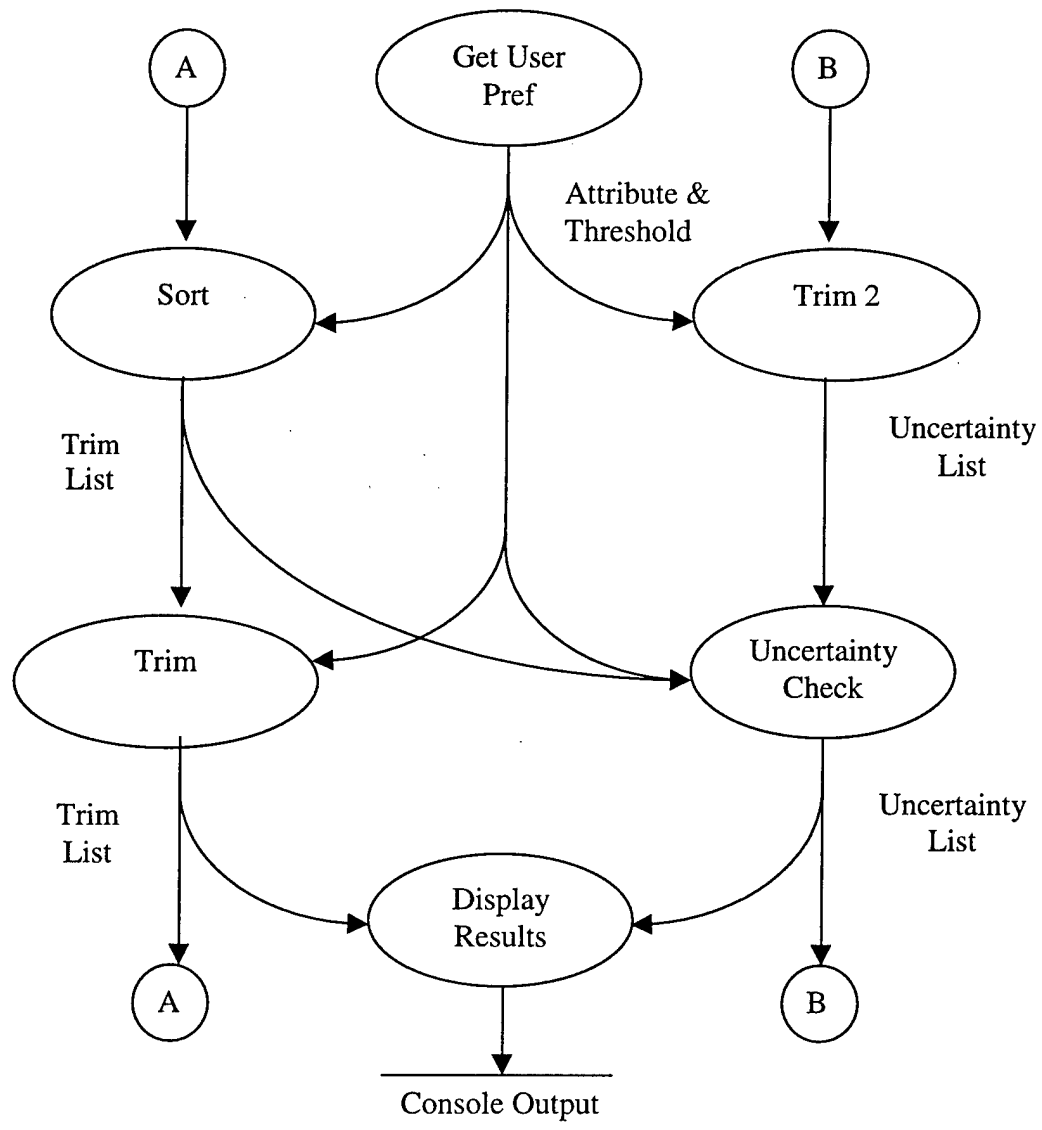 A
Get User
Pref
B
Attribute &
Threshold
Sort
Trim 2
Trim
List
Uncertainty
List
Trim
Uncertainty
Check
Trim
List
Uncertainty
List
Display
Results
A
B
Console Output